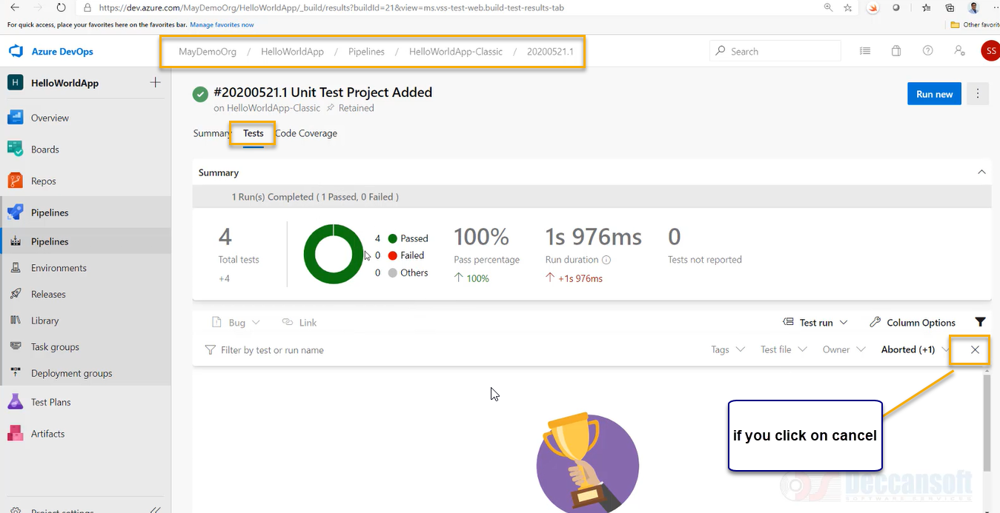 https://dev.azure.com/MayDemoOrg/HelloWorldApp/_build/results?buildId=21&view=ms.vss-test-web.build-test-results-tab
For quick access, place your favorites here on the favorites bar. Manage favorites now
Other favorite
Azure DevOps
MayDemoOrg / HelloWorldApp / Pipelines / HelloWorldApp-Classic / 20200521.1
Search
SS
H HelloWorldApp
Overview
Boards
Repos
Pipelines
Pipelines
Environments
Releases
Library
Task groups
Deployment groups
Test Plans
Artifacts
Project settings
#20200521.1 Unit Test Project Added
on HelloWorldApp-Classic Retained
Run new
Summary Tests Code Coverage
Summary
1 Run(s) Completed ( 1 Passed, 0 Failed )
4
Total tests
+4
4 Passed
0 Failed
0 Others
100%
Pass percentage
100%
1s 976ms
Run duration
+1s 976ms
0
Tests not reported
Bug Link Test run Column Options
Filter by test or run name Tags Test file Owner Aborted (+1)
if you click on cancel
Deccansoft
SOFTWARE SERVICES